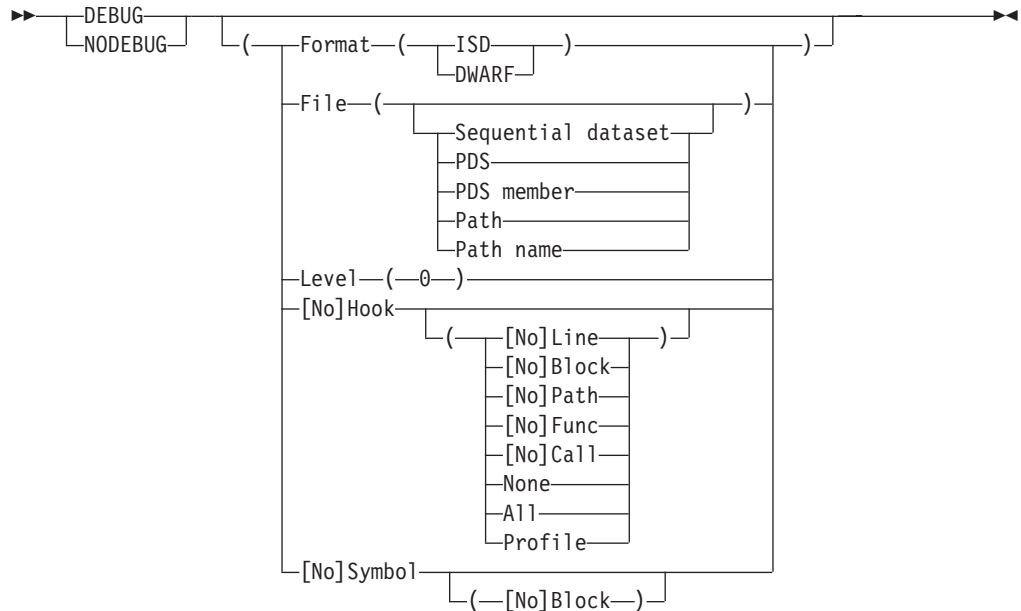 DEBUG
NODEBUG
( Format ( ISD ) )
DWARF
File ( )
Sequential dataset
PDS
PDS member
Path
Path name
Level ( 0 )
[No]Hook
( [No]Line )
[No]Block
[No]Path
[No]Func
[No]Call
None
All
Profile
[No]Symbol
( [No]Block )